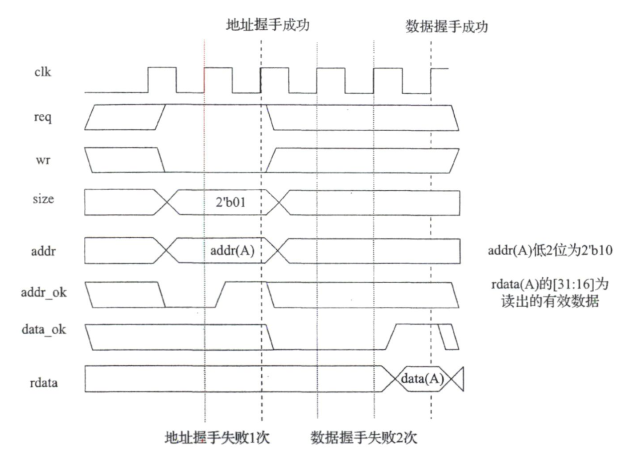 地址握手成功
数据握手成功
clk
req
wr
size
2'b01
addr
addr(A)
addr(A)低2位为2'b10
addr_ok
rdata(A)的[31:16]为
读出的有效数据
data_ok
rdata
data(A)
地址握手失败1次
数据握手失败2次